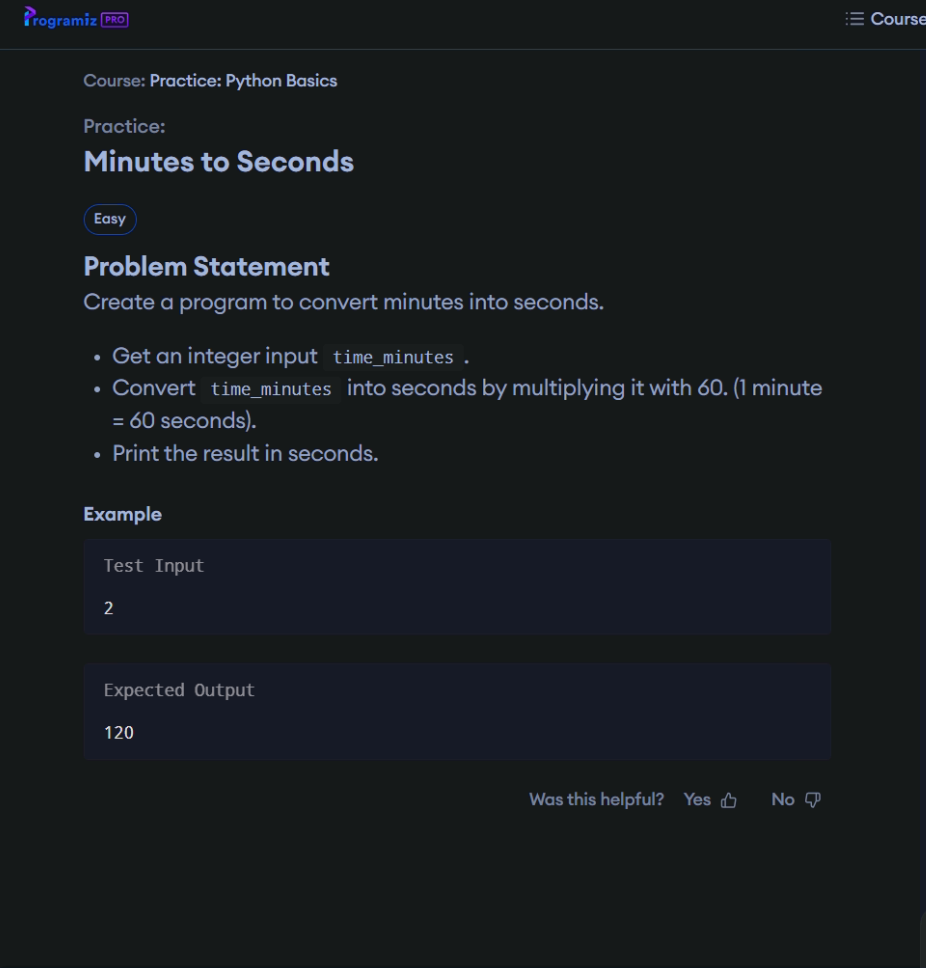 Programiz PRO
Course
Course: Practice: Python Basics
Practice:
Minutes to Seconds
Easy
Problem Statement
Create a program to convert minutes into seconds.
• Get an integer input time_minutes .
• Convert time_minutes into seconds by multiplying it with 60. (1 minute
= 60 seconds).
• Print the result in seconds.
Example
Test Input
2
Expected Output
120
Was this helpful? Yes No